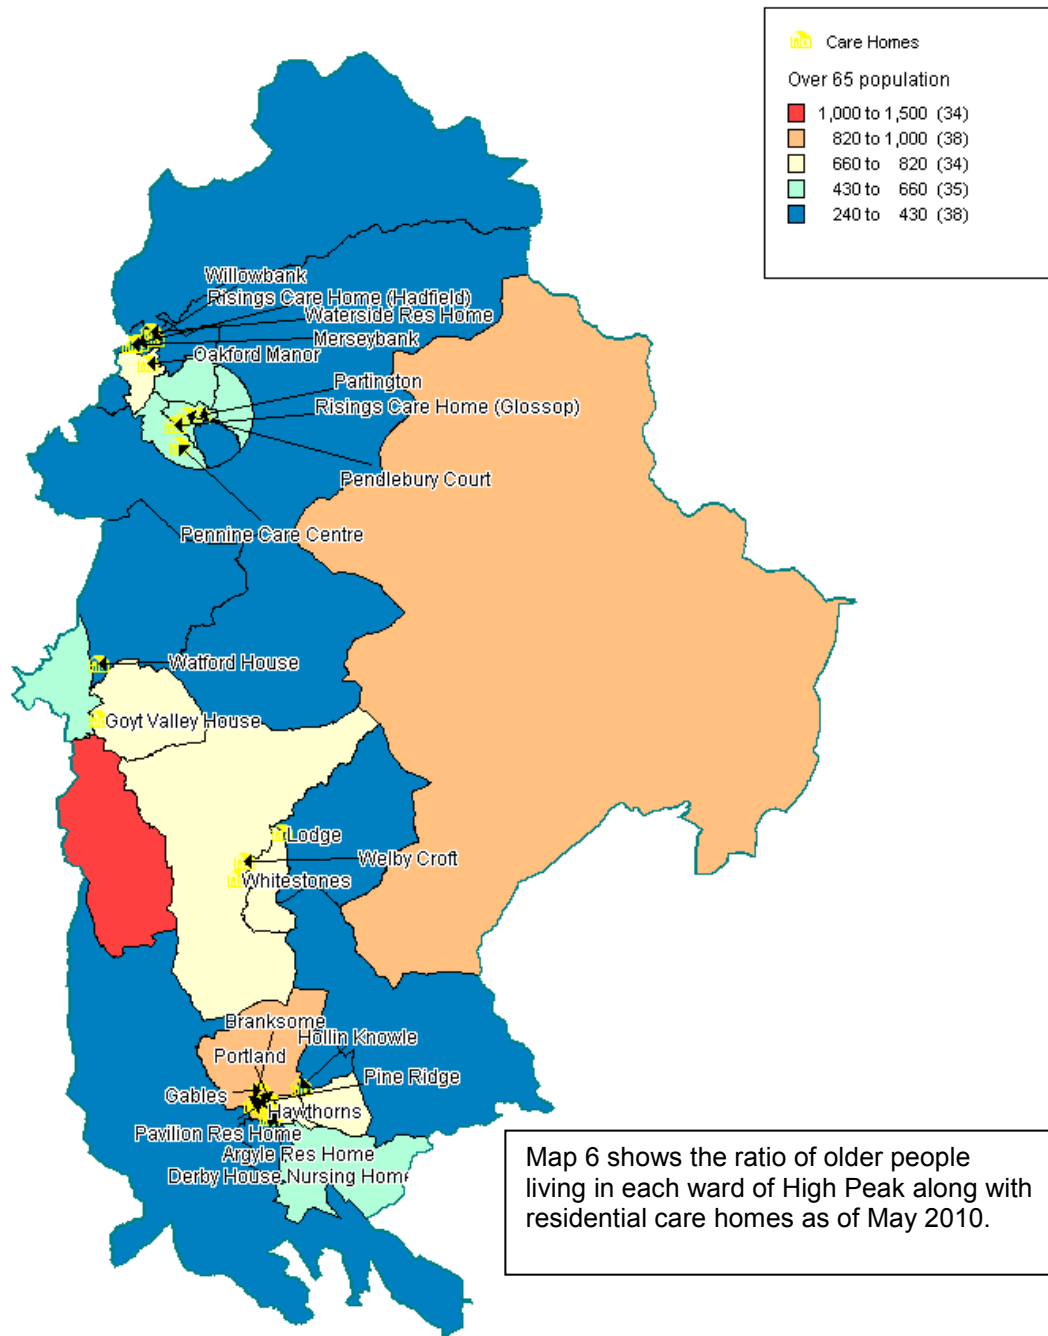 Care Homes
Over 65 population
1,000 to 1,500 (34)
820 to 1,000 (38)
660 to 820 (34)
430 to 660 (35)
240 to 430 (38)
Willowbank
Risings Care Home (Hadfield)
Waterside Res Home
Merseybank
Oakford Manor
Partington
Risings Care Home (Glossop)
Pendlebury Court
Pennine Care Centre
Watford House
Goyt Valley House
Lodge
Welby Croft
Whitestones
Branksome
Hollin Knowle
Portland
Pine Ridge
Gables
Hawthorns
Pavilion Res Home
Argyle Res Home
Derby House Nursing Home
Map 6 shows the ratio of older people
living in each ward of High Peak along with
residential care homes as of May 2010.